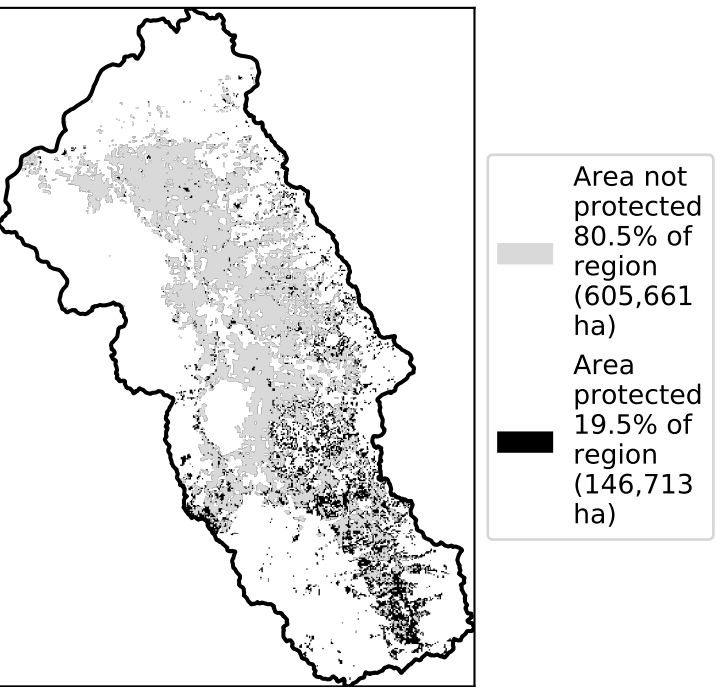 Area not
protected
80.5% of
region
(605,661
ha)
Area
protected
19.5% of
region
(146,713
ha)